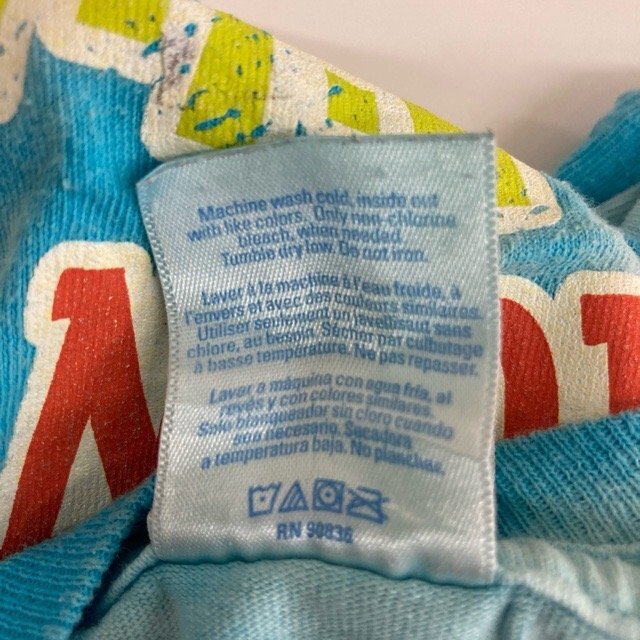 Machine wash cold, inside out
with like colors. Only non-chlorine
bleach, when needed.
Tumble dry low. Do not iron.
Laver à la machine à l'eau froide, à
l'envers et avec des couleurs similaires.
Utiliser seulement un javellisant sans
chlore, au besoin. Sécher par culbutage
à basse température. Ne pas repasser.
Lavar a máquina con agua fría, al
revés y con colores similares.
Solo blanqueador sin cloro cuando
sea necesario. Secadora
a temperatura baja. No planchar.
RN 90836